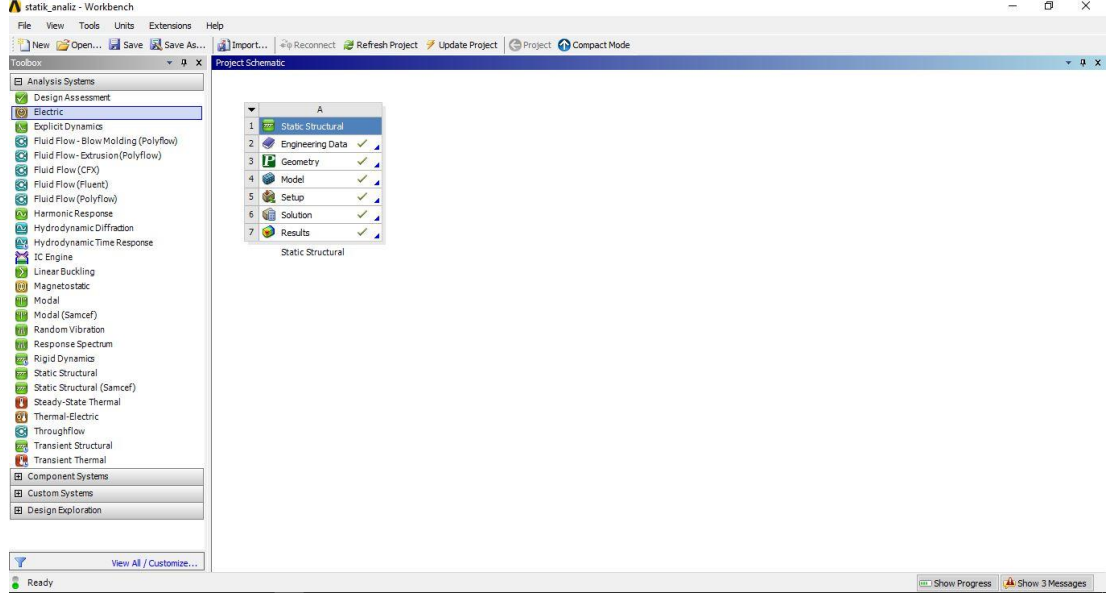 statik_analiz - Workbench
File View Tools Units Extensions Help
New Open... Save Save As... Import... Reconnect Refresh Project Update Project Project Compact Mode
Toolbox
Project Schematic
Analysis Systems
Design Assessment
Electric
Explicit Dynamics
Fluid Flow - Blow Molding (Polyflow)
Fluid Flow - Extrusion (Polyflow)
Fluid Flow (CFX)
Fluid Flow (Fluent)
Fluid Flow (Polyflow)
Harmonic Response
Hydrodynamic Diffraction
Hydrodynamic Time Response
IC Engine
Linear Buckling
Magnetostatic
Modal
Modal (Samcef)
Random Vibration
Response Spectrum
Rigid Dynamics
Static Structural
Static Structural (Samcef)
Steady-State Thermal
Thermal-Electric
Throughflow
Transient Structural
Transient Thermal
Component Systems
Custom Systems
Design Exploration
View All / Customize...
A
1 Static Structural
2 Engineering Data
3 Geometry
4 Model
5 Setup
6 Solution
7 Results
Static Structural
Ready
Show Progress Show 3 Messages